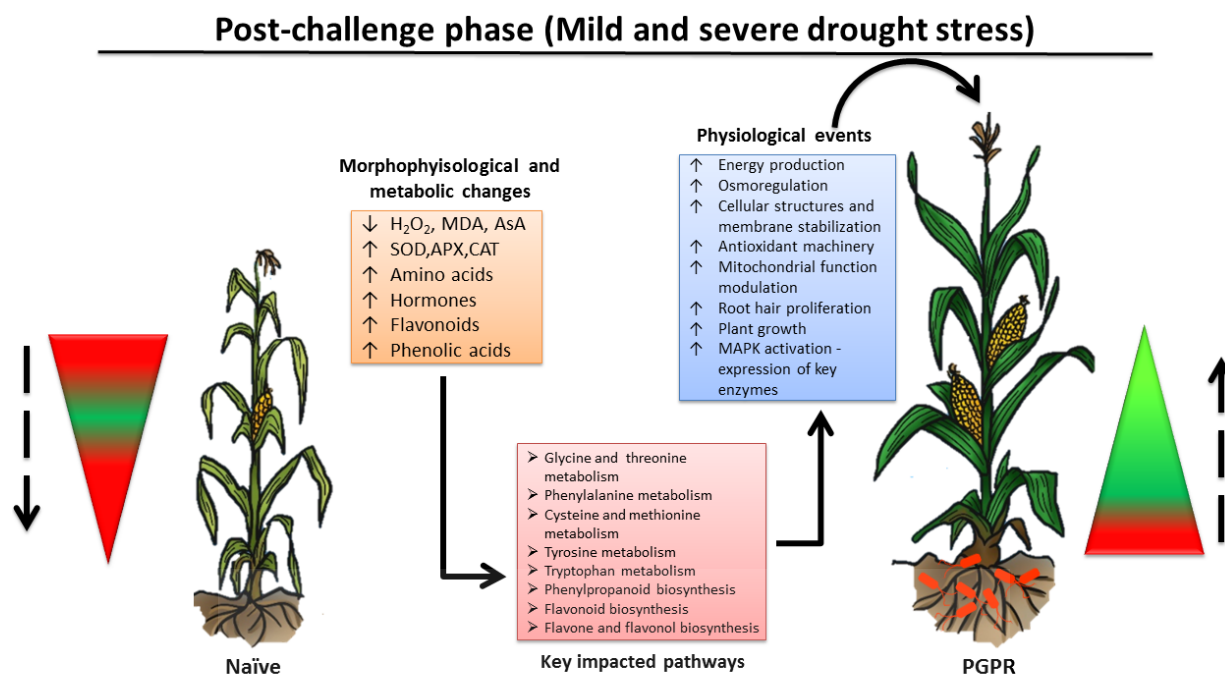 Post-challenge phase (Mild and severe drought stress)
Morphophyisological and
metabolic changes
↓ H₂O₂, MDA, AsA
↑ SOD,APX,CAT
↑ Amino acids
↑ Hormones
↑ Flavonoids
↑ Phenolic acids
Physiological events
↑ Energy production
↑ Osmoregulation
↑ Cellular structures and
membrane stabilization
↑ Antioxidant machinery
↑ Mitochondrial function
modulation
↑ Root hair proliferation
↑ Plant growth
↑ MAPK activation -
expression of key
enzymes
➢ Glycine and threonine
metabolism
➢ Phenylalanine metabolism
➢ Cysteine and methionine
metabolism
➢ Tyrosine metabolism
➢ Tryptophan metabolism
➢ Phenylpropanoid biosynthesis
➢ Flavonoid biosynthesis
➢ Flavone and flavonol biosynthesis
Key impacted pathways
Naïve
PGPR